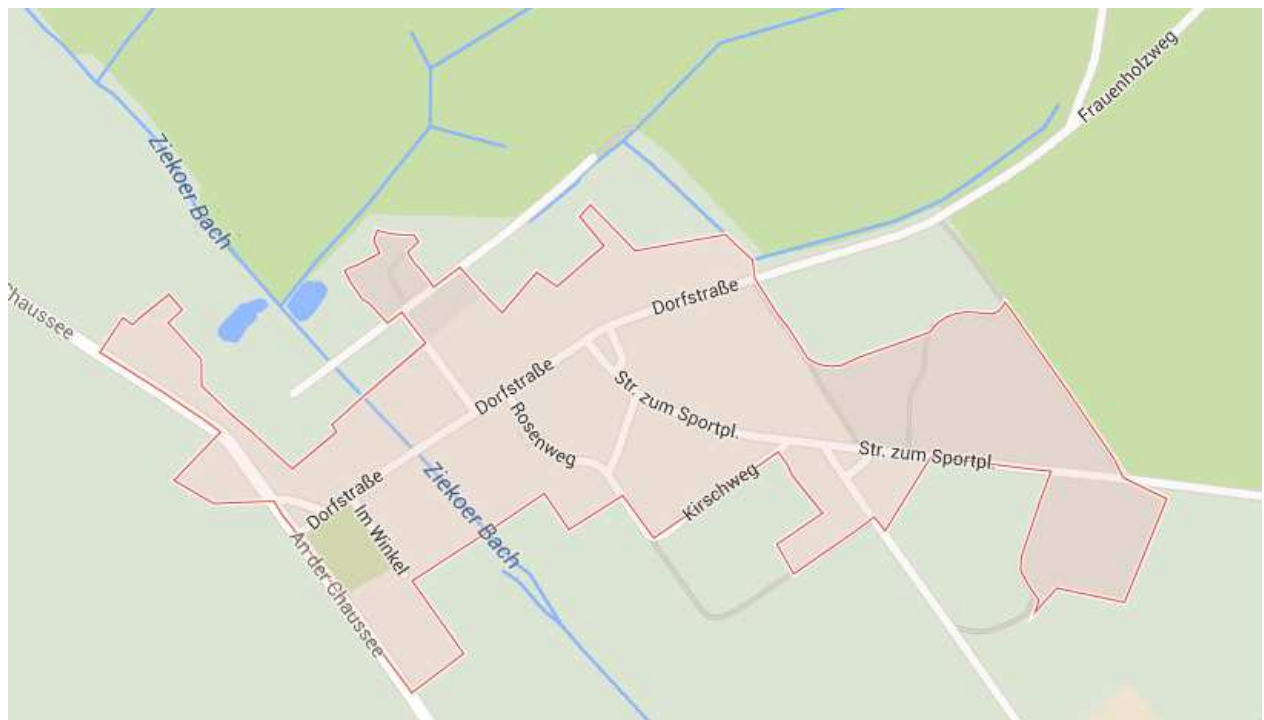 Frauenholzweg
Ziekoer Bach
Chaussee
Dorfstraße
Dorfstraße
Str. zum Sportpl.
Rosenweg
Str. zum Sportpl.
Kirschweg
Ziekoer Bach
Dorfstraße
Im Winkel
An der Chaussee